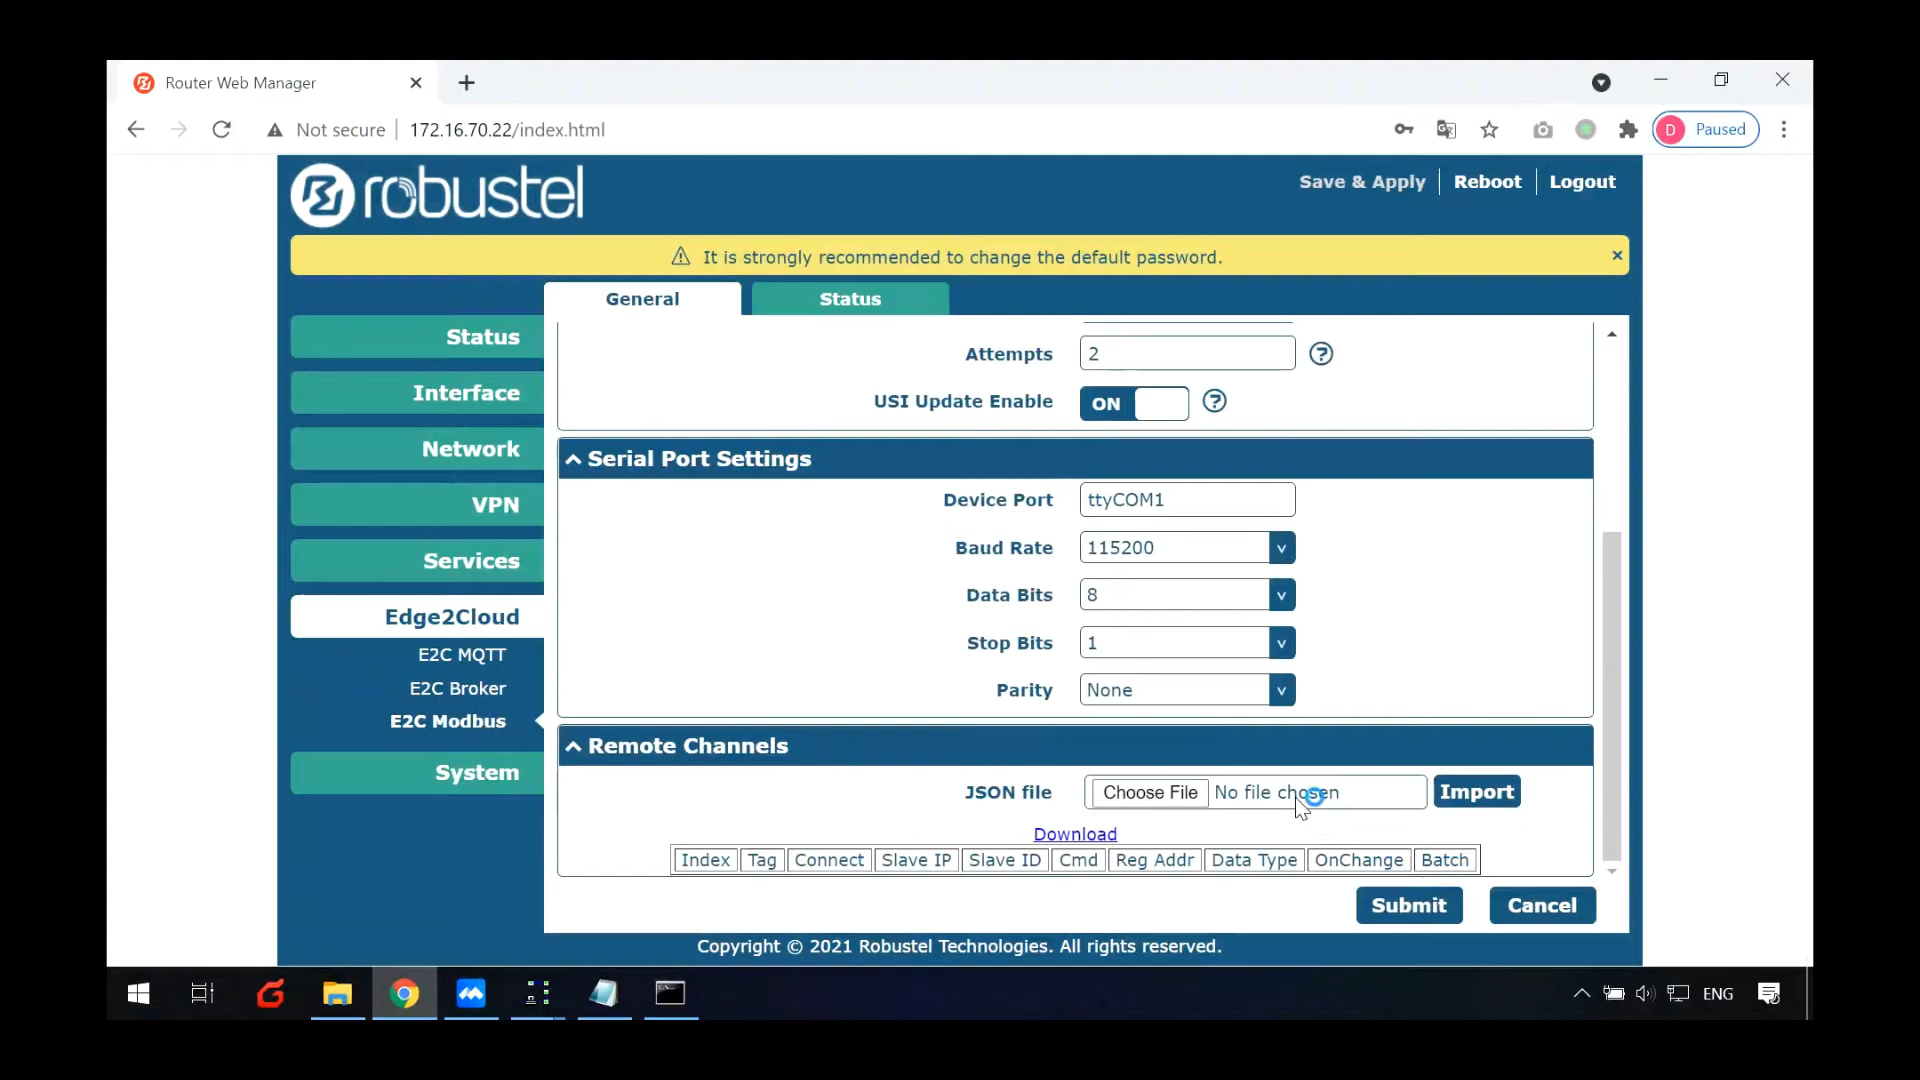 Router Web Manager
Not secure
172.16.70.22/index.html
D
Paused
robustel
Save & Apply
Reboot
Logout
It is strongly recommended to change the default password.
General
Status
Status
Interface
Network
VPN
Services
Edge2Cloud
E2C MQTT
E2C Broker
E2C Modbus
System
Attempts
2
USI Update Enable
ON
Serial Port Settings
Device Port
ttyCOM1
Baud Rate
115200
Data Bits
8
Stop Bits
1
Parity
None
Remote Channels
JSON file
Choose File
No file chosen
Import
Download
Index Tag Connect Slave IP Slave ID Cmd Reg Addr Data Type OnChange Batch
Submit
Cancel
Copyright © 2021 Robustel Technologies. All rights reserved.
ENG